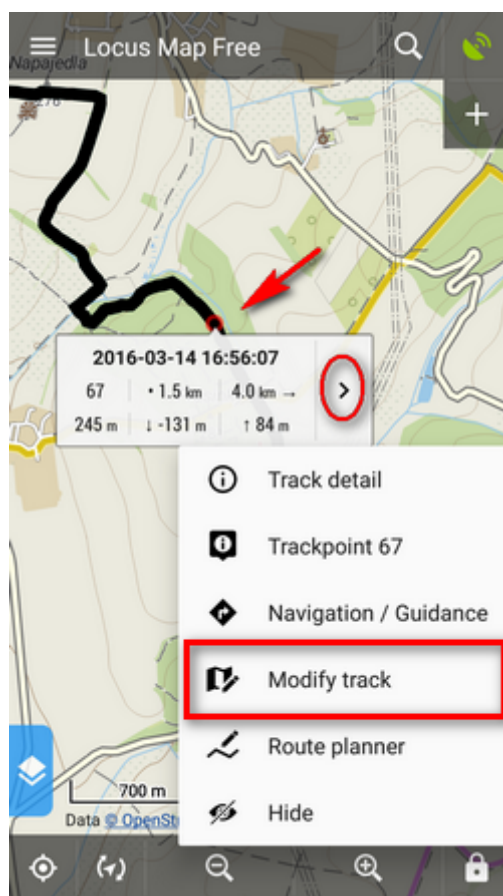 Locus Map Free
Napajedla
276
2016-03-14 16:56:07
67 • 1.5 km 4.0 km →
245 m ↓ -131 m ↑ 84 m
Track detail
Trackpoint 67
Navigation / Guidance
Modify track
Route planner
Hide
700 m
Data © OpenSt